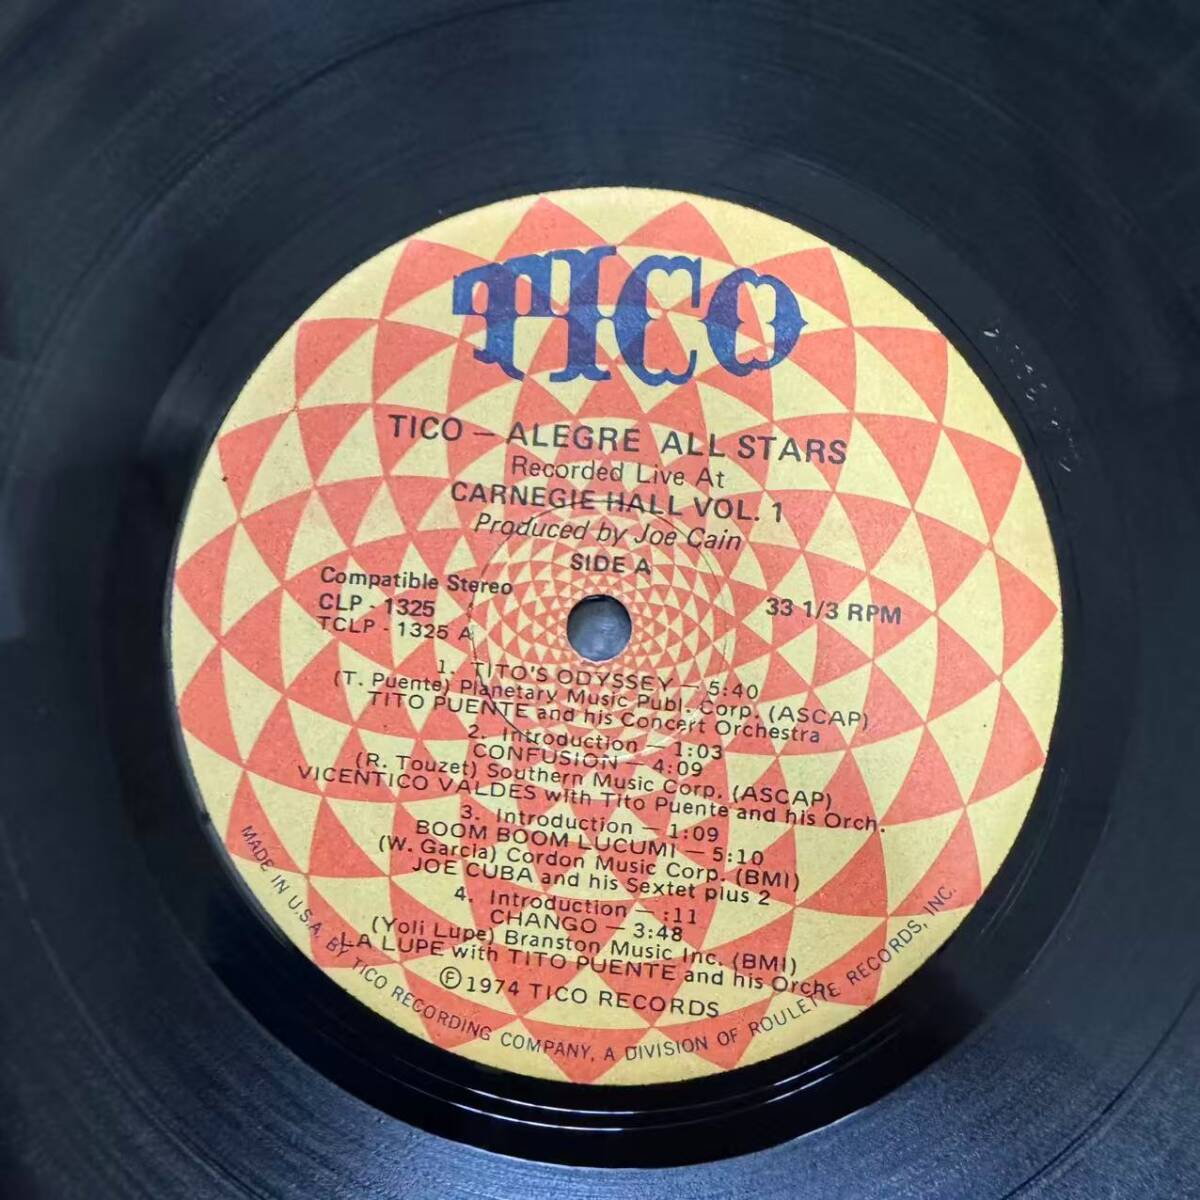 TICO
TICO - ALEGRE ALL STARS
Recorded Live At
CARNEGIE HALL VOL. 1
Produced by Joe Cain
SIDE A
Compatible Stereo
CLP - 1325
TCLP - 1325 A
33 1/3 RPM
1. TITO'S ODYSSEY — 5:40
(T. Puente) Planetary Music Publ. Corp. (ASCAP)
TITO PUENTE and his Concert Orchestra
2. Introduction — 1:03
CONFUSION — 4:09
(R. Touzet) Southern Music Corp. (ASCAP)
VICENTICO VALDES with Tito Puente and his Orch.
3. Introduction — 1:09
BOOM BOOM LUCUMI — 5:10
(W. Garcia) Cordon Music Corp. (BMI)
JOE CUBA and his Sextet plus 2
4. Introduction — :11
CHANGO — 3:48
(Yoli Lupe) Branston Music Inc. (BMI)
LA LUPE with TITO PUENTE and his Orche
Ⓕ1974 TICO RECORDS
MADE IN U.S.A. BY TICO RECORDING COMPANY, A DIVISION OF ROULETTE RECORDS, INC.